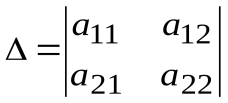 Δ = | a₁₁ a₁₂ |
| a₂₁ a₂₂ |